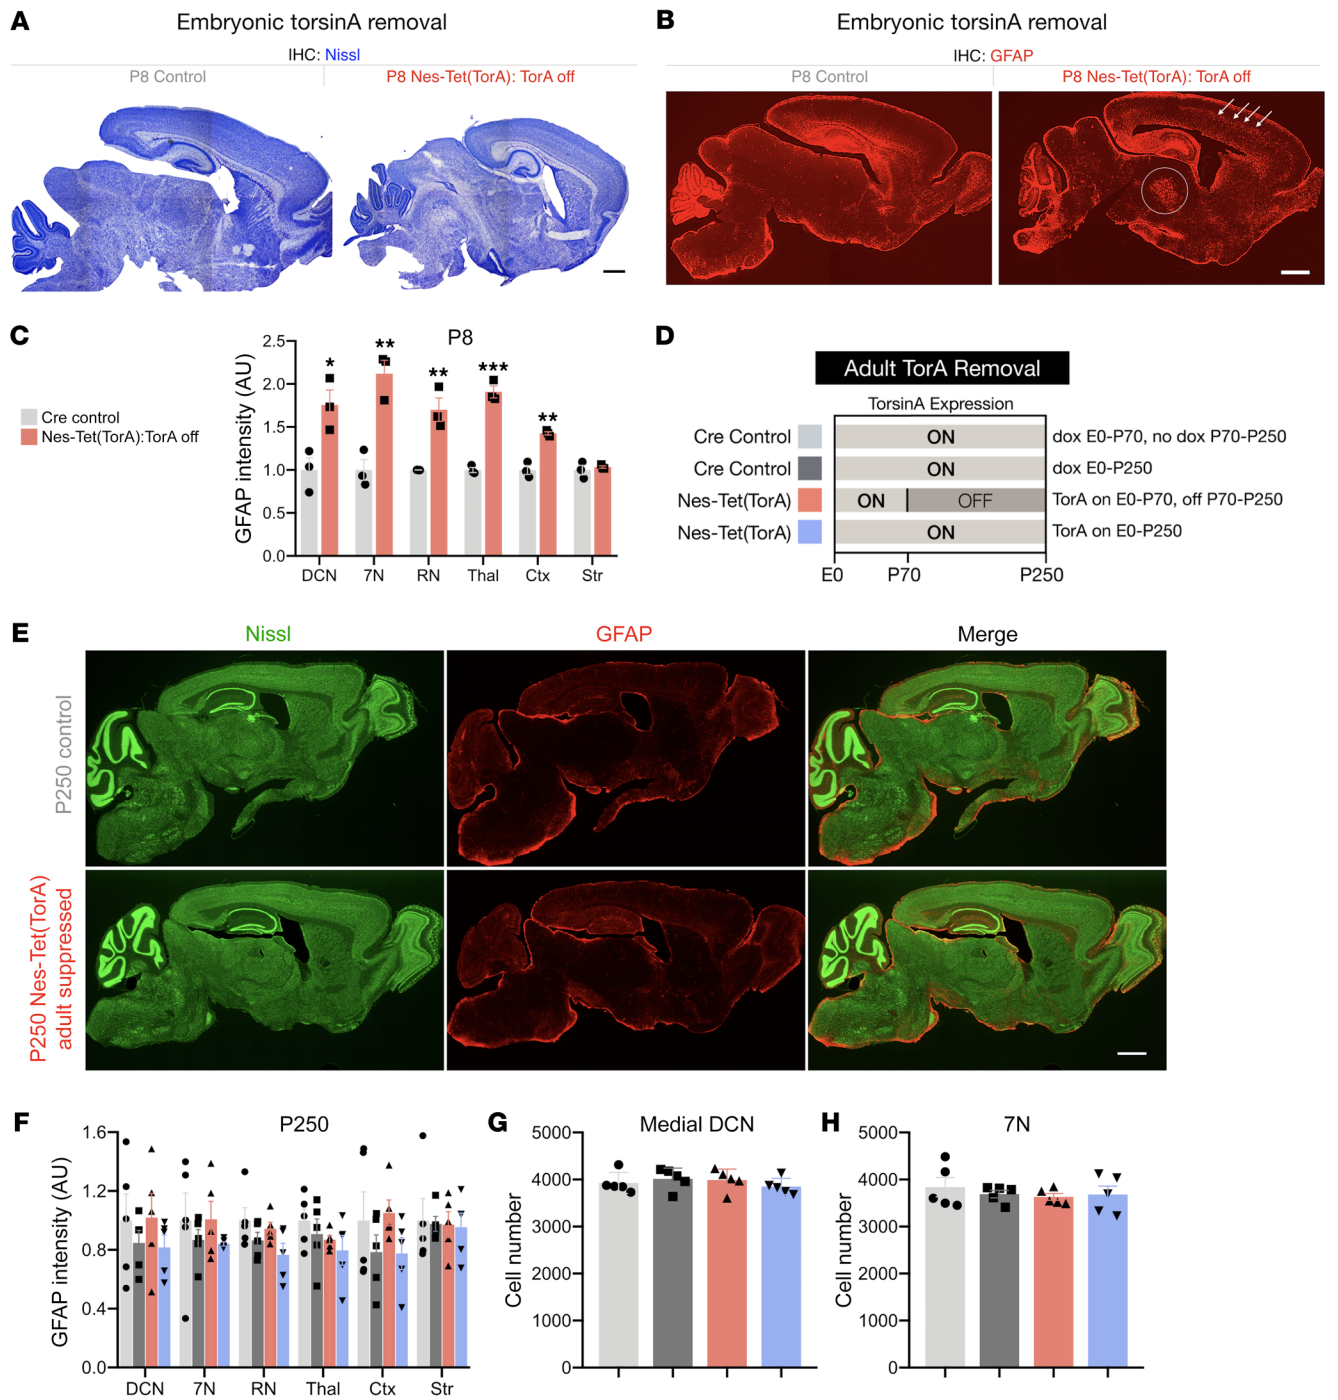 A
Embryonic torsinA removal
IHC: Nissl
P8 Control
P8 Nes-Tet(TorA): TorA off
B
Embryonic torsinA removal
IHC: GFAP
P8 Control
P8 Nes-Tet(TorA): TorA off
C
P8
GFAP intensity (AU)
2.5
2.0
1.5
1.0
0.5
0.0
* ** ** *** **
Cre control
Nes-Tet(TorA):TorA off
DCN 7N RN Thal Ctx Str
D
Adult TorA Removal
TorsinA Expression
Cre Control ON dox E0-P70, no dox P70-P250
Cre Control ON dox E0-P250
Nes-Tet(TorA) ON OFF TorA on E0-P70, off P70-P250
Nes-Tet(TorA) ON TorA on E0-P250
E0 P70 P250
E
Nissl GFAP Merge
P250 control
P250 Nes-Tet(TorA)
adult suppressed
F
P250
GFAP intensity (AU)
1.6
1.2
0.8
0.4
0.0
DCN 7N RN Thal Ctx Str
G
Medial DCN
Cell number
5000
4000
3000
2000
1000
0
H
7N
Cell number
5000
4000
3000
2000
1000
0